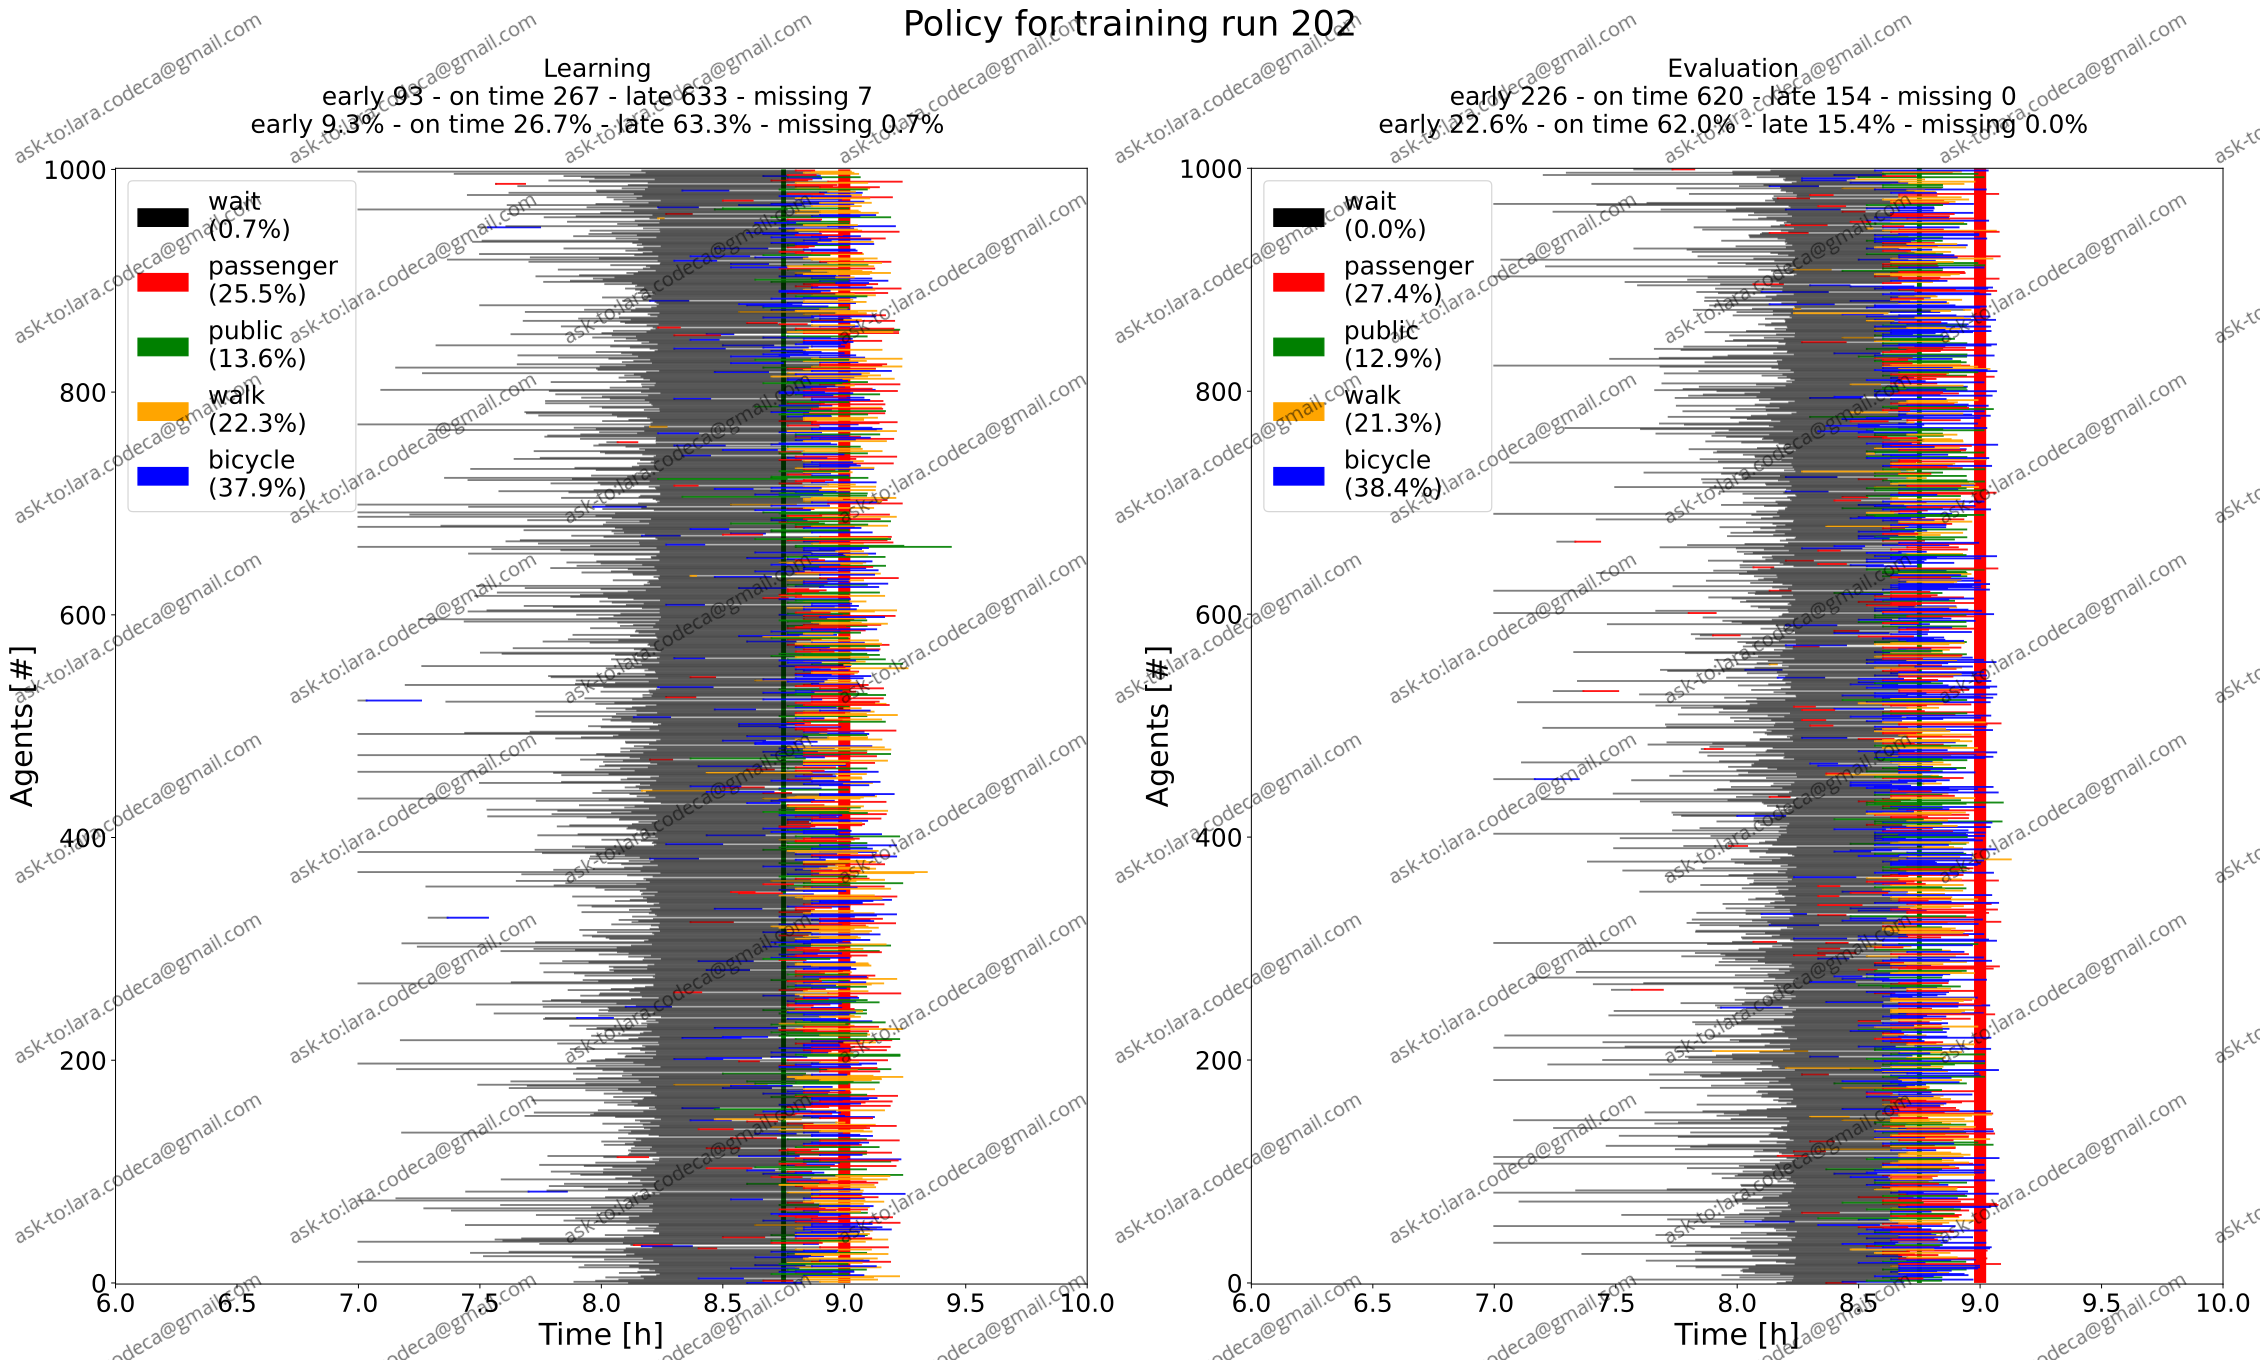 Policy for training run 202
Learning
early 93 - on time 267 - late 633 - missing 7
early 9.3% - on time 26.7% - late 63.3% - missing 0.7%
1000
800
600
400
200
0
Agents [#]
wait
(0.7%)
passenger
(25.5%)
public
(13.6%)
walk
(22.3%)
bicycle
(37.9%)
6.0 6.5 7.0 7.5 8.0 8.5 9.0 9.5 10.0
Time [h]
Evaluation
early 226 - on time 620 - late 154 - missing 0
early 22.6% - on time 62.0% - late 15.4% - missing 0.0%
1000
800
600
400
200
0
Agents [#]
wait
(0.0%)
passenger
(27.4%)
public
(12.9%)
walk
(21.3%)
bicycle
(38.4%)
6.0 6.5 7.0 7.5 8.0 8.5 9.0 9.5 10.0
Time [h]
ask-to:lara.codeca@gmail.com